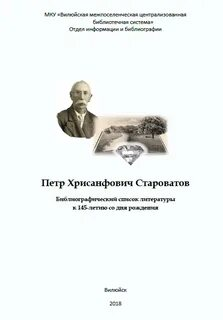 МКУ «Вилюйская межпоселенческая централизованная
библиотечная система»
Отдел информации и библиографии
Петр Хрисанфович Староватов
Библиографический список литературы
к 145-летию со дня рождения
Вилюйск
2018